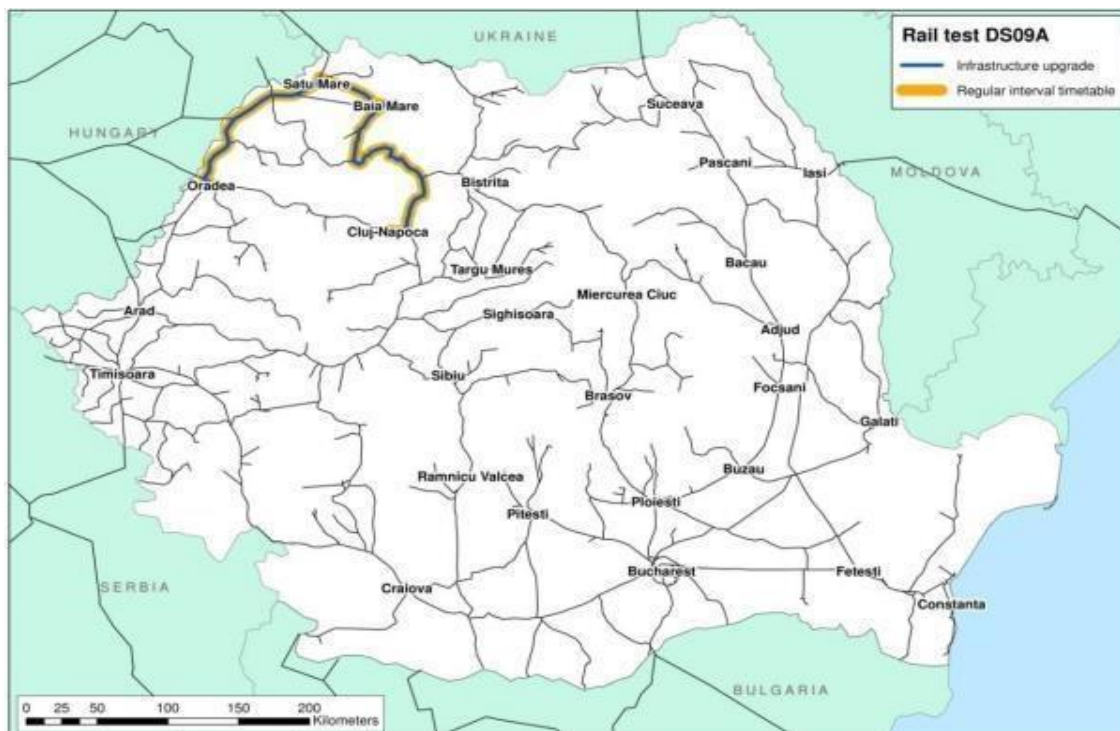 UKRAINE
Rail test DS09A
Infrastructure upgrade
Regular interval timetable
Satu Mare
Baia Mare
Suceava
HUNGARY
Pascani
Iasi
MOLDOVA
Oradea
Bistrita
Cluj-Napoca
Bacau
Targu Mures
Miercurea Ciuc
Arad
Sighisoara
Adjud
Timisoara
Sibiu
Focsani
Brasov
Galati
Ramnicu Valcea
Buzau
Ploiesti
Pitesti
Bucharest
Fetesti
SERBIA
Craiova
Constanta
BULGARIA
0 25 50 100 150 200
Kilometers